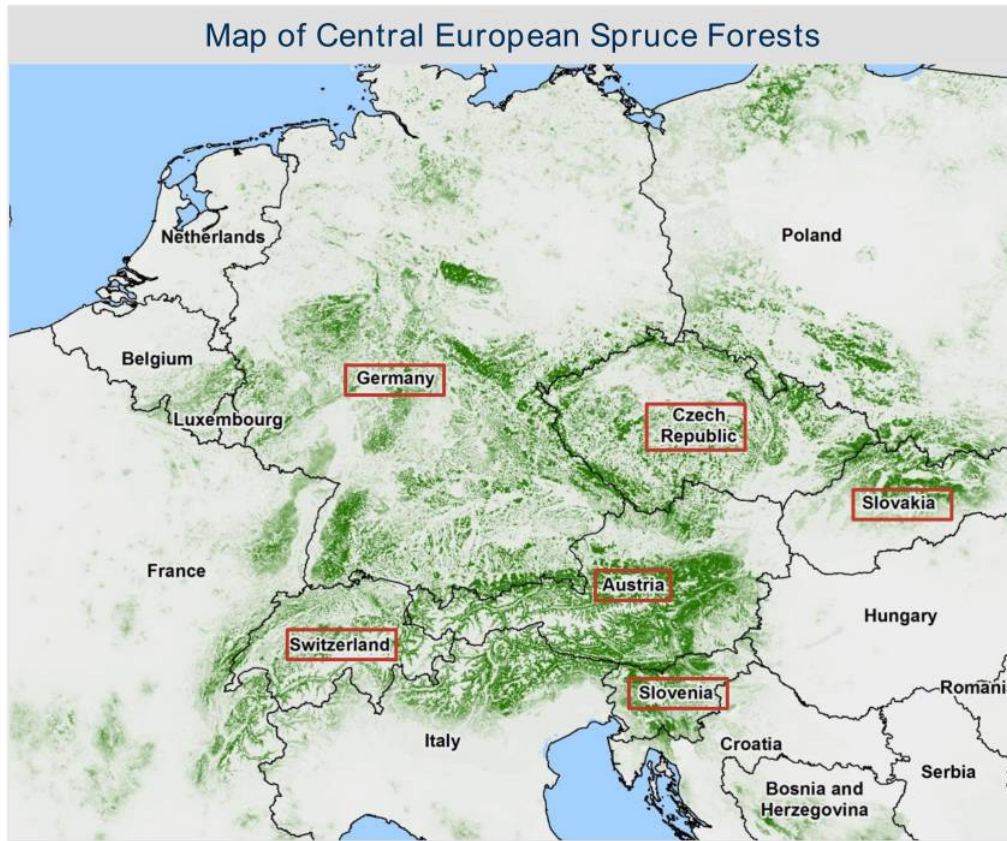 Map of Central European Spruce Forests
Netherlands
Poland
Belgium
Germany
Luxembourg
Czech
Republic
Slovakia
France
Austria
Hungary
Switzerland
Slovenia
Romani
Italy
Croatia
Serbia
Bosnia and
Herzegovina